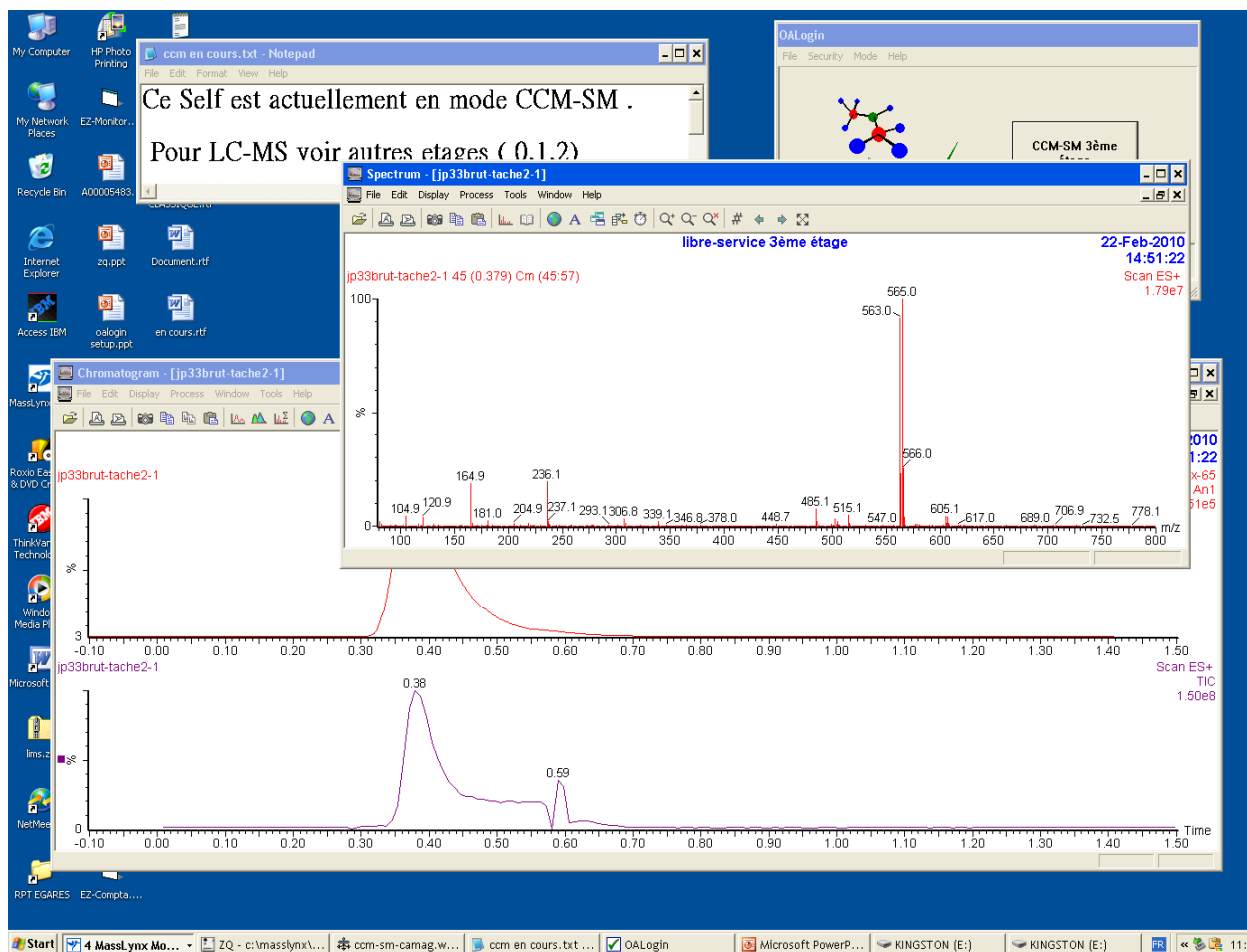 My Computer
HP Photo Printing
My Network Places
EZ-Monitor...
Recycle Bin
A00005483.
Internet Explorer
zq.ppt
Document.rtf
Access IBM
oalogin setup.ppt
en cours.rtf
MassLynx
NetMee
lims.z
RPT EGARES
EZ-Compta....
ccm en cours.txt - Notepad
File Edit Format View Help
Ce Self est actuellement en mode CCM-SM .
Pour LC-MS voir autres etages ( 0,1,2)
OALogin
File Security Mode Help
CCM-SM 3ème
Spectrum - [jp33brut-tache2-1]
File Edit Display Process Tools Window Help
libre-service 3ème étage
22-Feb-2010
14:51:22
jp33brut-tache2-1 45 (0.379) Cm (45:57)
Scan ES+
1.79e7
100
%
0
565.0
563.0
566.0
164.9
236.1
104.9
120.9
181.0
204.9
237.1
293.1
306.8
339.1
346.8
378.0
448.7
485.1
515.1
547.0
605.1
617.0
689.0
706.9
732.5
778.1
m/z
100 150 200 250 300 350 400 450 500 550 600 650 700 750 800
Chromatogram - [jp33brut-tache2-1]
File Edit Display Process Window Tools Help
jp33brut-tache2-1
%
3
-0.10 0.00 0.10 0.20 0.30 0.40 0.50 0.60 0.70 0.80 0.90 1.00 1.10 1.20 1.30 1.40 1.50
jp33brut-tache2-1
Scan ES+
TIC
1.50e8
0.38
0.59
%
0
Time
-0.10 0.00 0.10 0.20 0.30 0.40 0.50 0.60 0.70 0.80 0.90 1.00 1.10 1.20 1.30 1.40 1.50
Start
4 MassLynx Mo...
ZQ - c:\masslynx\...
ccm-sm-camag.w...
ccm en cours.txt ...
OALogin
Microsoft PowerP...
KINGSTON (E:)
KINGSTON (E:)
FR